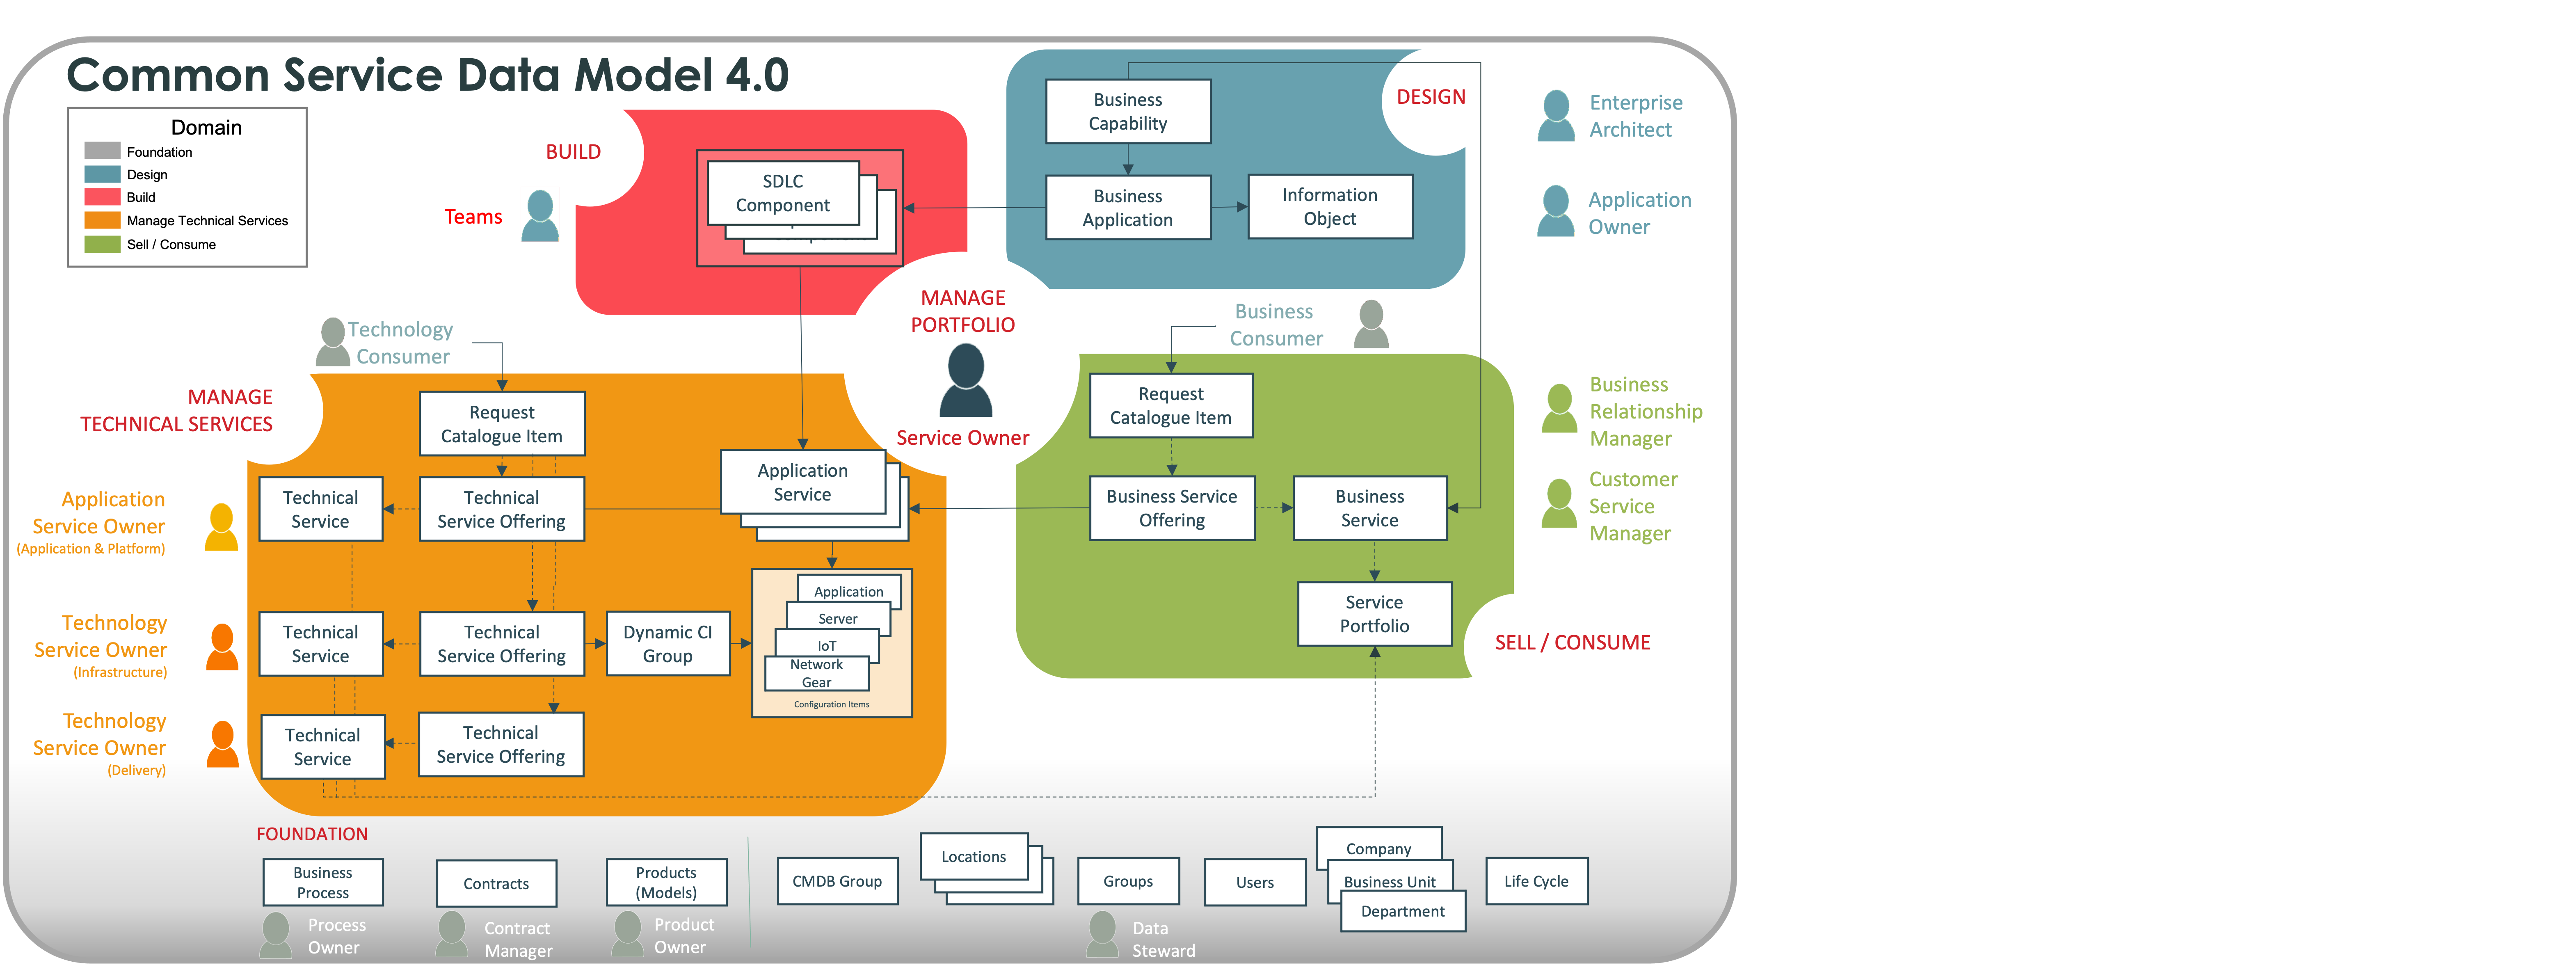 Common Service Data Model 4.0
Domain
Foundation
Design
Build
Manage Technical Services
Sell / Consume
BUILD
Teams
SDLC
Component
DESIGN
Business
Capability
Business
Application
Information
Object
Enterprise
Architect
Application
Owner
MANAGE
PORTFOLIO
Service Owner
Technology
Consumer
Business
Consumer
MANAGE
TECHNICAL SERVICES
Request
Catalogue Item
Technical
Service
Technical
Service Offering
Application
Service
Application
Service Owner
(Application & Platform)
Technology
Service Owner
(Infrastructure)
Technical
Service
Technical
Service Offering
Dynamic CI
Group
Application
Server
IoT
Network
Gear
Configuration Items
Technology
Service Owner
(Delivery)
Technical
Service
Technical
Service Offering
Request
Catalogue Item
Business Service
Offering
Business
Service
Service
Portfolio
Business
Relationship
Manager
Customer
Service
Manager
SELL / CONSUME
FOUNDATION
Business
Process
Contracts
Products
(Models)
CMDB Group
Locations
Groups
Users
Company
Business Unit
Department
Life Cycle
Process
Owner
Contract
Manager
Product
Owner
Data
Steward